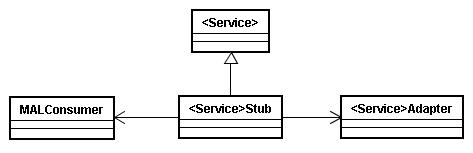 <Service>
MALConsumer
<Service>Stub
<Service>Adapter